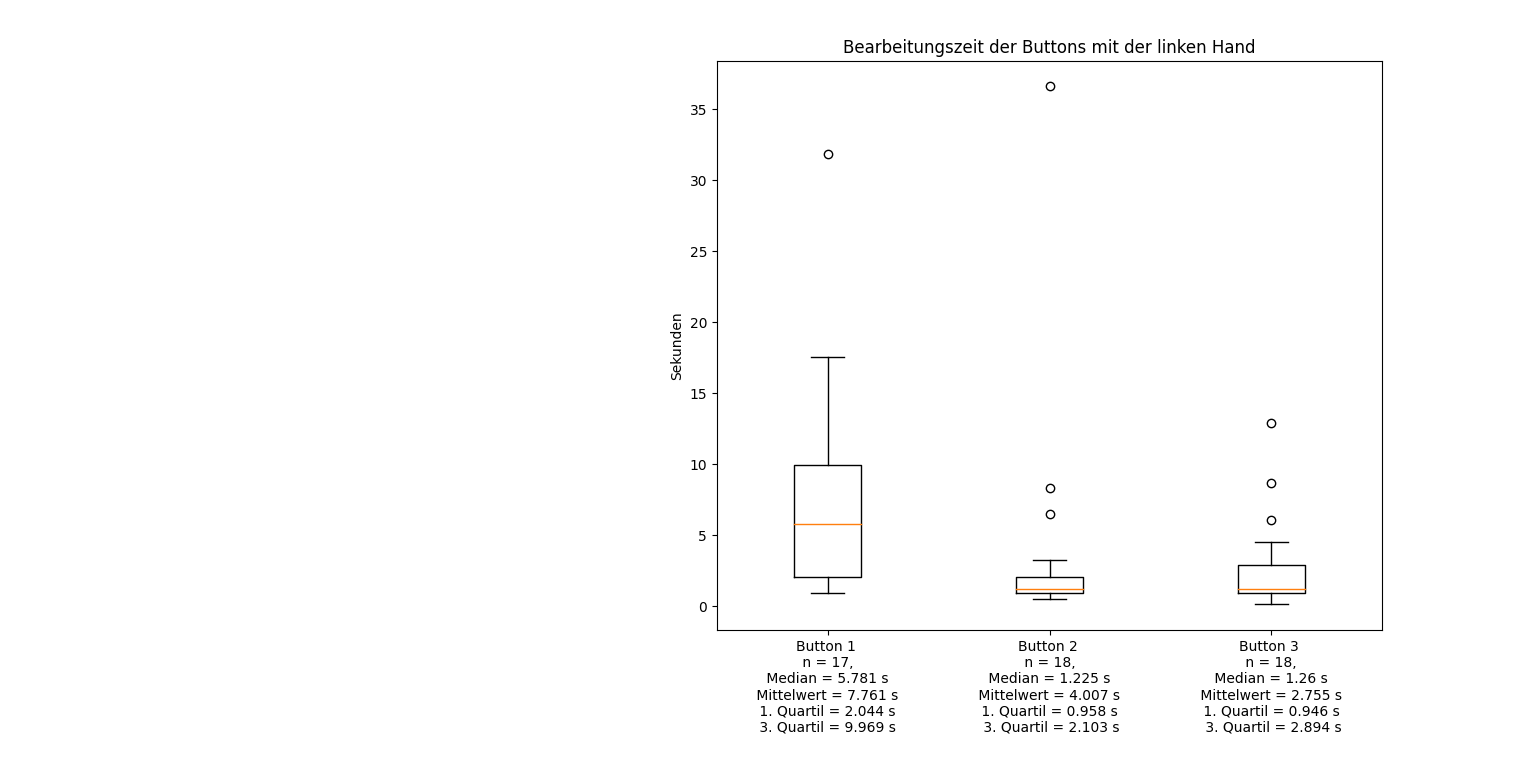 Bearbeitungszeit der Buttons mit der linken Hand
35
30
25
20
15
10
5
0
Sekunden
Button 1
n = 17,
Median = 5.781 s
Mittelwert = 7.761 s
1. Quartil = 2.044 s
3. Quartil = 9.969 s
Button 2
n = 18,
Median = 1.225 s
Mittelwert = 4.007 s
1. Quartil = 0.958 s
3. Quartil = 2.103 s
Button 3
n = 18,
Median = 1.26 s
Mittelwert = 2.755 s
1. Quartil = 0.946 s
3. Quartil = 2.894 s